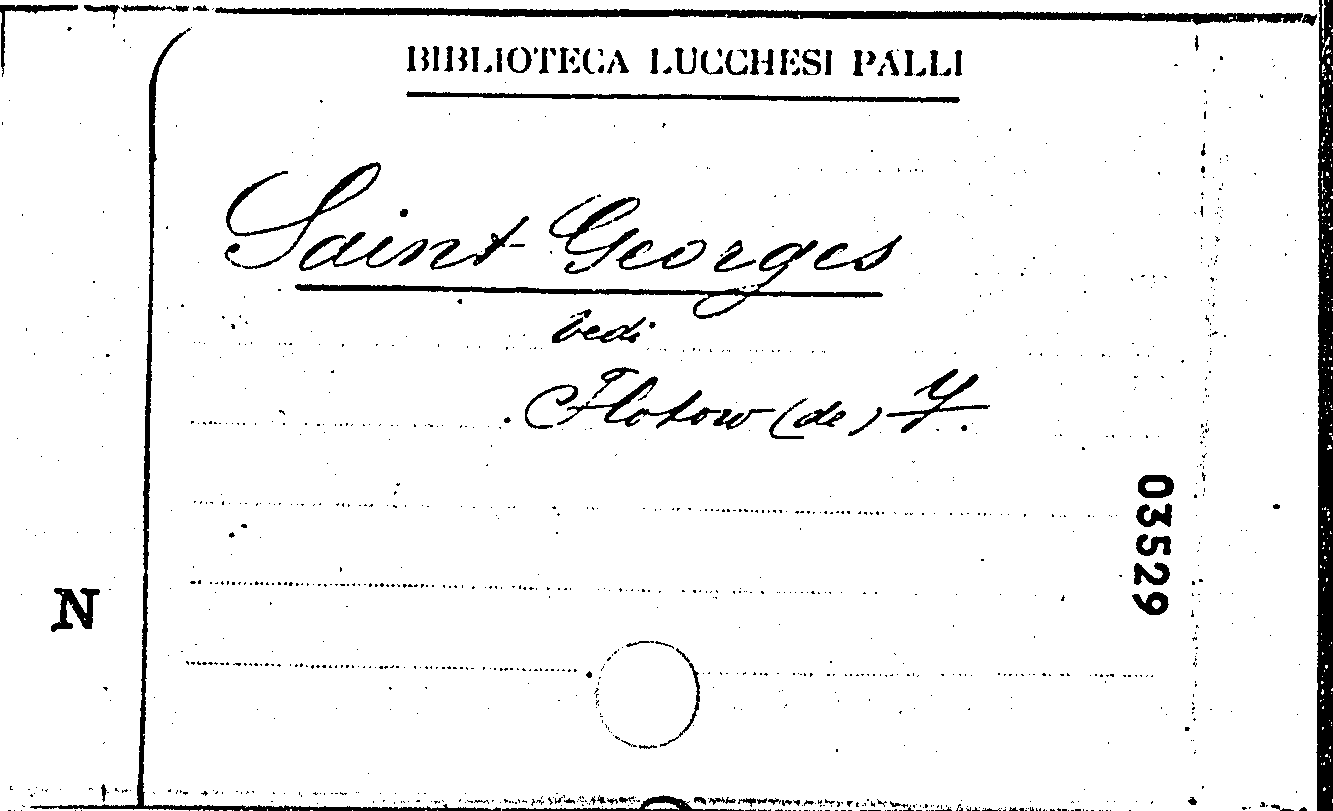 BIBLIOTECA LUCCHESI PALLI
Saint Georges
vedi
Flotow (de) F.
03529
N